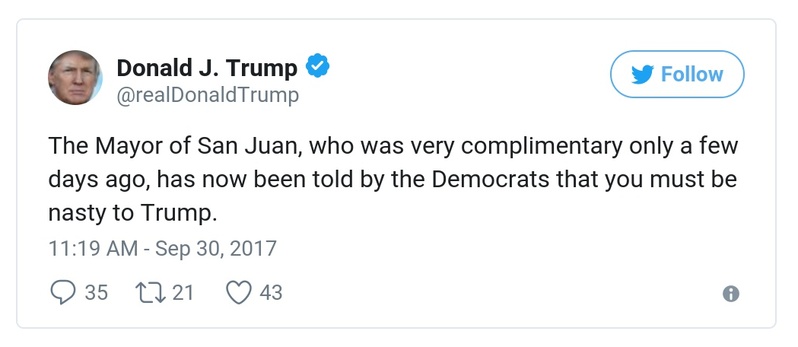 Donald J. Trump
@realDonaldTrump
Follow
The Mayor of San Juan, who was very complimentary only a few
days ago, has now been told by the Democrats that you must be
nasty to Trump.
11:19 AM - Sep 30, 2017
35 21 43